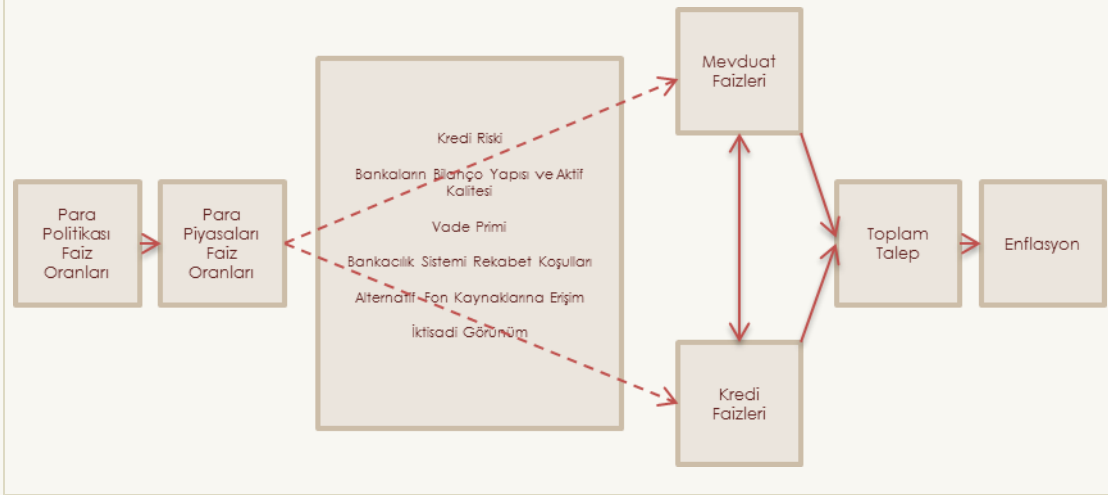 Para
Politikası
Faiz
Oranları
Para
Piyasaları
Faiz
Oranları
Kredi Riski
Bankaların Bilanço Yapısı ve Aktif
Kalitesi
Vade Primi
Bankacılık Sistemi Rekabet Koşulları
Alternatif Fon Kaynaklarına Erişim
İktisadi Görünüm
Mevduat
Faizleri
Kredi
Faizleri
Toplam
Talep
Enflasyon